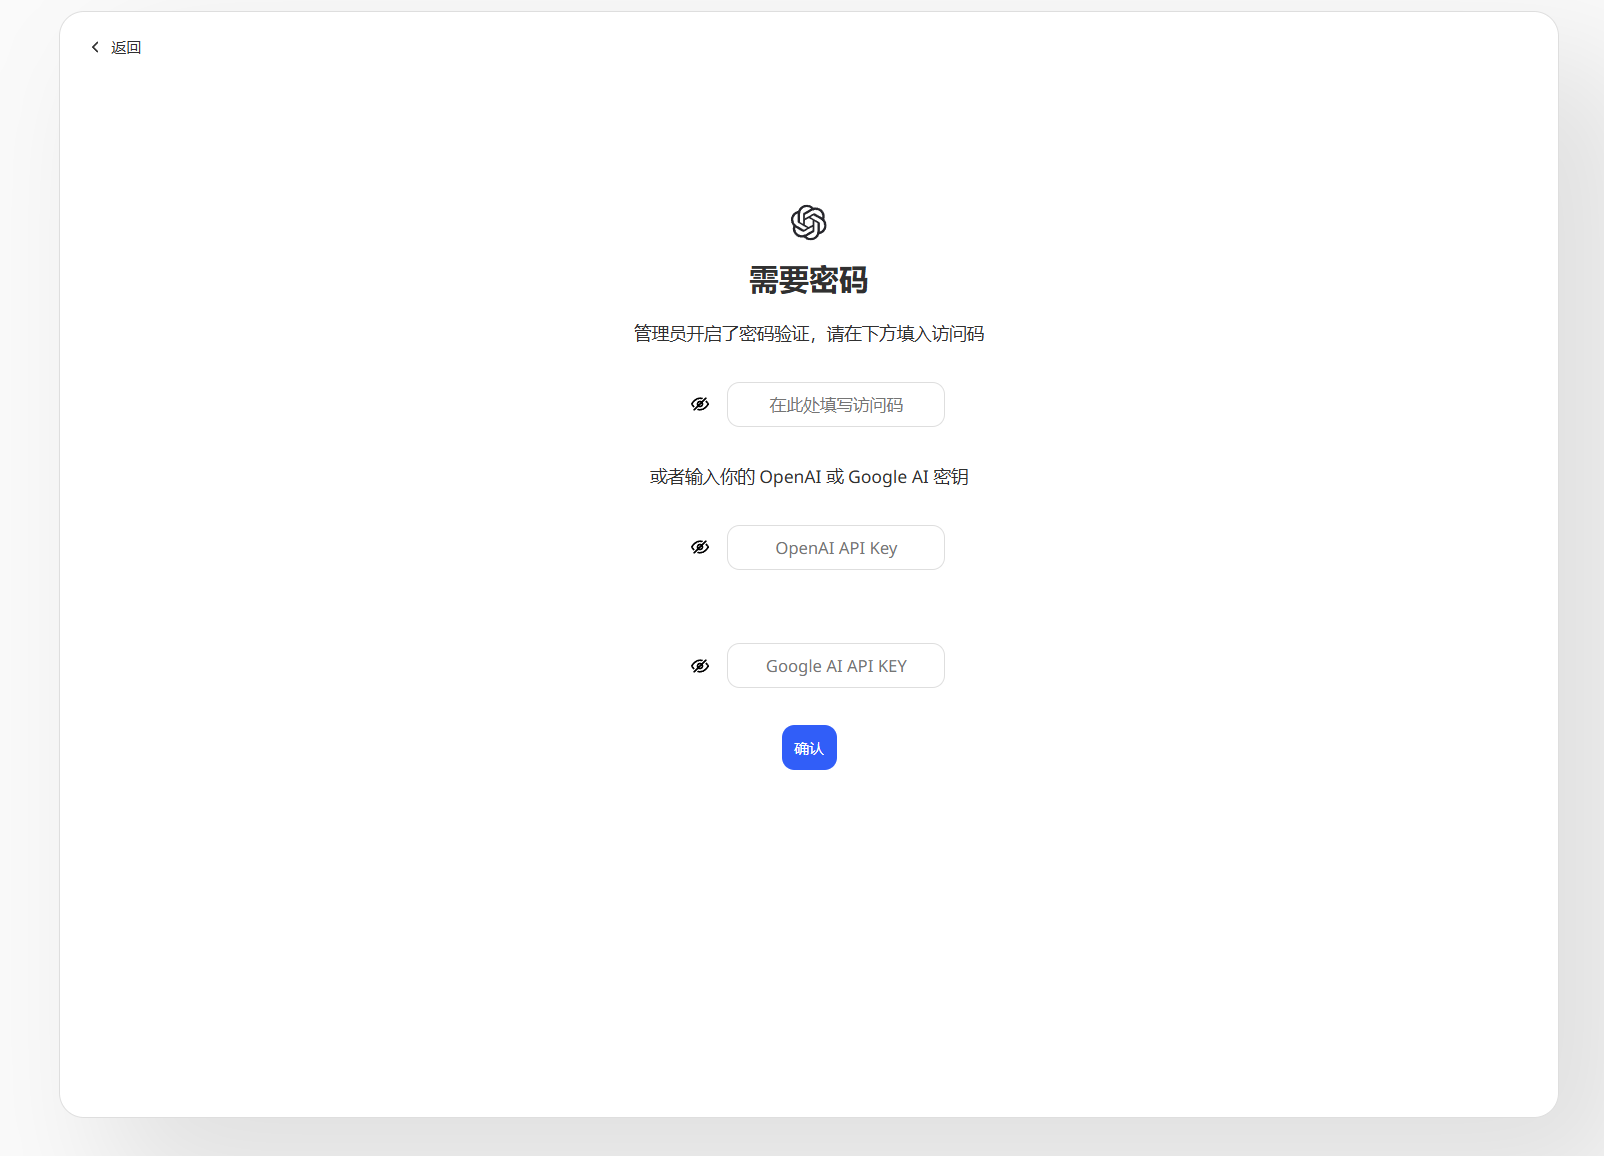 返回
需要密码
管理员开启了密码验证，请在下方填入访问码
在此处填写访问码
或者输入你的 OpenAI 或 Google AI 密钥
OpenAI API Key
Google AI API KEY
确认